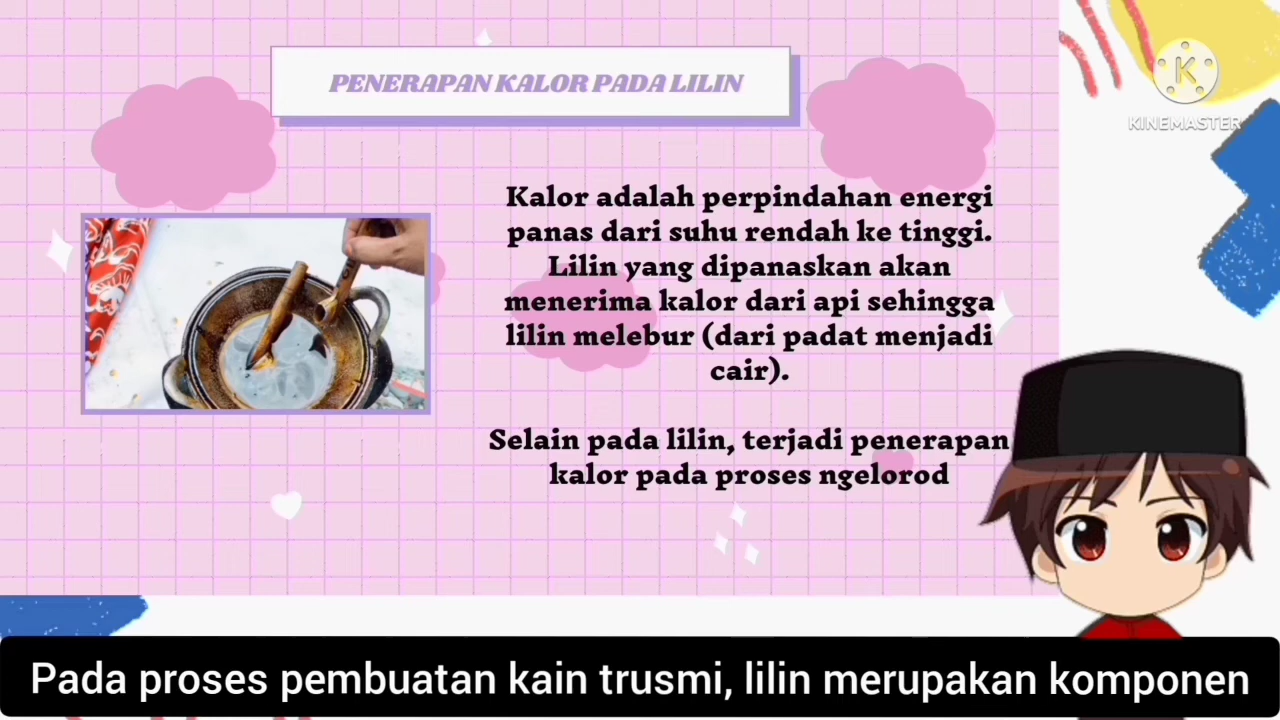 PENERAPAN KALOR PADA LILIN
KINEMASTER
Kalor adalah perpindahan energi
panas dari suhu rendah ke tinggi.
Lilin yang dipanaskan akan
menerima kalor dari api sehingga
lilin melebur (dari padat menjadi
cair).
Selain pada lilin, terjadi penerapan
kalor pada proses ngelorod
Pada proses pembuatan kain trusmi, lilin merupakan komponen